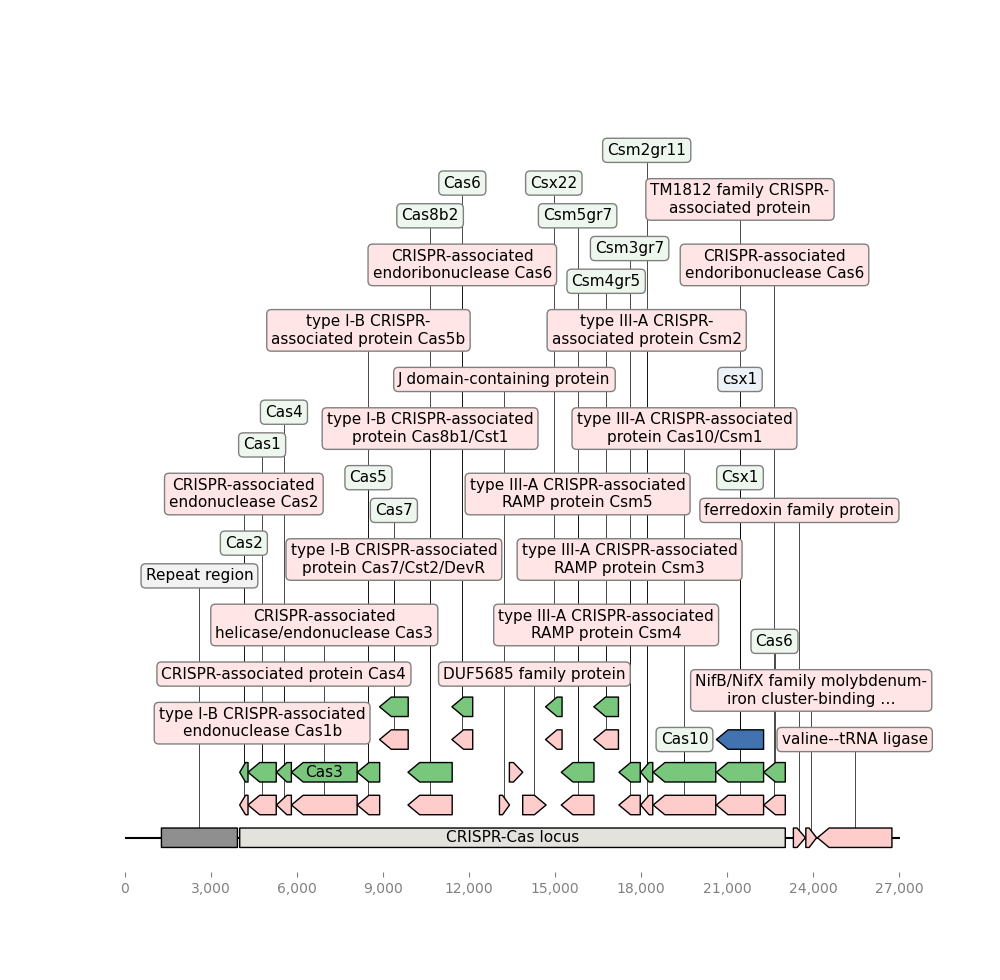 Csm2gr11
Cas6
Csx22
TM1812 family CRISPR-
associated protein
Cas8b2
Csm5gr7
Csm3gr7
CRISPR-associated
endoribonuclease Cas6
CRISPR-associated
endoribonuclease Cas6
Csm4gr5
type I-B CRISPR-
associated protein Cas5b
type III-A CRISPR-
associated protein Csm2
J domain-containing protein
csx1
Cas4
type I-B CRISPR-associated
protein Cas8b1/Cst1
type III-A CRISPR-associated
protein Cas10/Csm1
Cas1
Cas5
Csx1
CRISPR-associated
endonuclease Cas2
type III-A CRISPR-associated
RAMP protein Csm5
Cas7
ferredoxin family protein
Cas2
type I-B CRISPR-associated
protein Cas7/Cst2/DevR
type III-A CRISPR-associated
RAMP protein Csm3
Repeat region
CRISPR-associated
helicase/endonuclease Cas3
type III-A CRISPR-associated
RAMP protein Csm4
Cas6
CRISPR-associated protein Cas4
DUF5685 family protein
NifB/NifX family molybdenum-
iron cluster-binding ...
type I-B CRISPR-associated
endonuclease Cas1b
Cas10
valine--tRNA ligase
Cas3
CRISPR-Cas locus
0 3,000 6,000 9,000 12,000 15,000 18,000 21,000 24,000 27,000